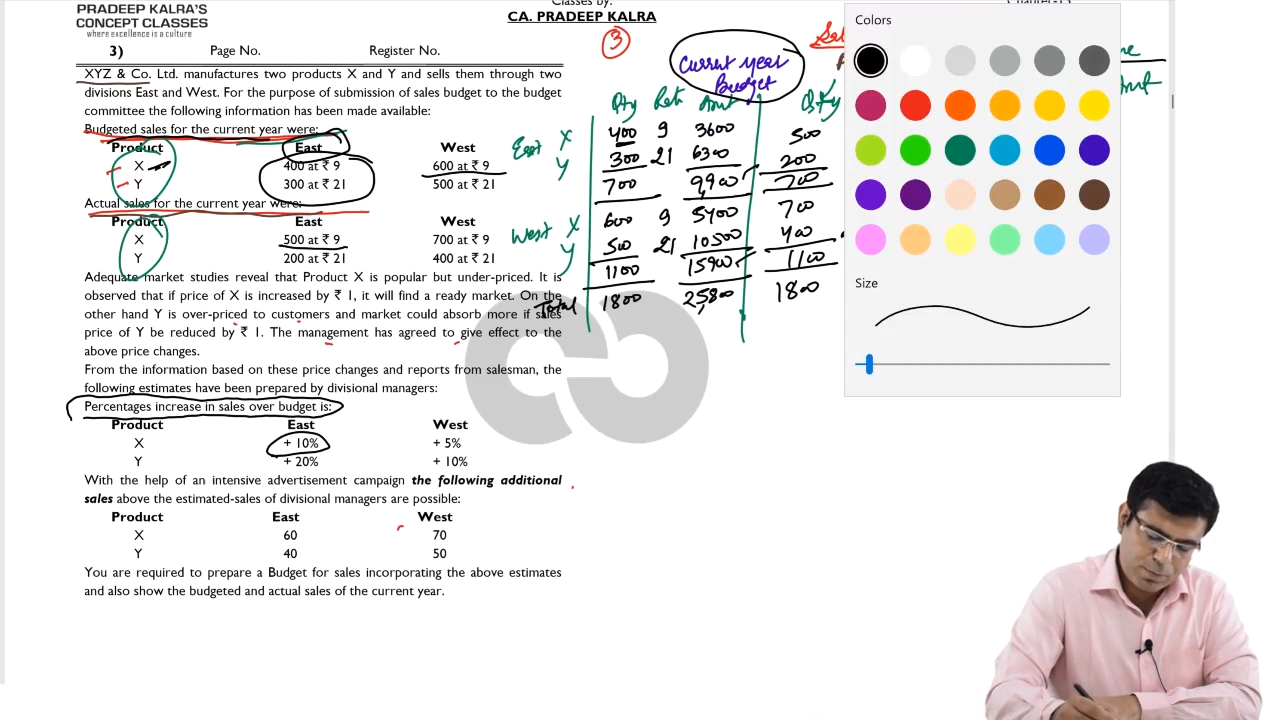 PRADEEP KALRA'S
CONCEPT CLASSES
where excellence is a culture
Classes by:
CA. PRADEEP KALRA
3) Page No. Register No.
XYZ & Co. Ltd. manufactures two products X and Y and sells them through two
divisions East and West. For the purpose of submission of sales budget to the budget
committee the following information has been made available:
Budgeted sales for the current year were:
Product East West
X 400 at ₹ 9 600 at ₹ 9
Y 300 at ₹ 21 500 at ₹ 21
Actual sales for the current year were:
Product East West
X 500 at ₹ 9 700 at ₹ 9
Y 200 at ₹ 21 400 at ₹ 21
Adequate market studies reveal that Product X is popular but under-priced. It is
observed that if price of X is increased by ₹ 1, it will find a ready market. On the
other hand Y is over-priced to customers and market could absorb more if sales
price of Y be reduced by ₹ 1. The management has agreed to give effect to the
above price changes.
From the information based on these price changes and reports from salesman, the
following estimates have been prepared by divisional managers:
Percentages increase in sales over budget is:
Product East West
X + 10% + 5%
Y + 20% + 10%
With the help of an intensive advertisement campaign the following additional
sales above the estimated-sales of divisional managers are possible:
Product East West
X 60 70
Y 40 50
You are required to prepare a Budget for sales incorporating the above estimates
and also show the budgeted and actual sales of the current year.
3
Current year
Budget
Qty Rate Amt Qty
East X 400 9 3600 500
Y 300 21 6300 200
700 9,900 700
West X 600 9 5400 700
Y 500 21 10500 400
1100 15900 1100
Total 1800 25,800 1800
Colors
Size